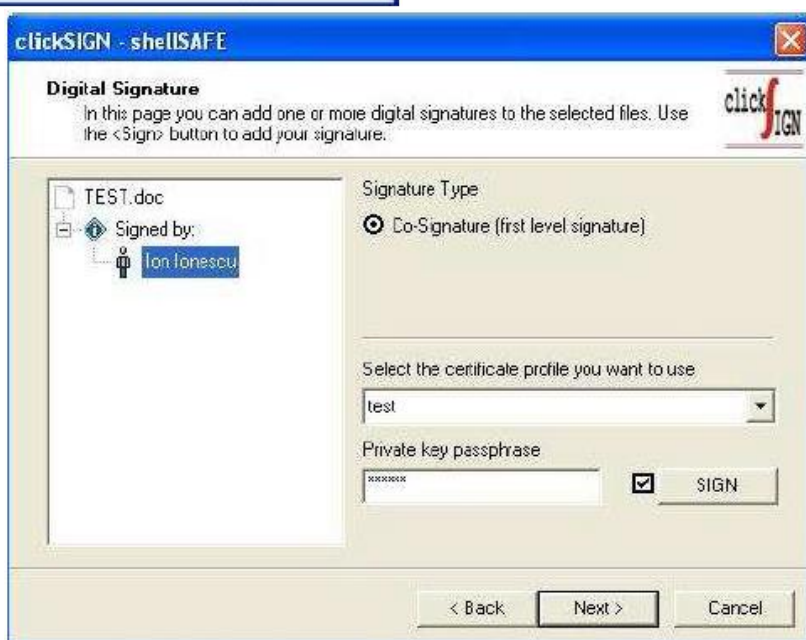 clickSIGN - shellSAFE
Digital Signature
In this page you can add one or more digital signatures to the selected files. Use
the <Sign> button to add your signature.
click SIGN
TEST.doc
Signed by:
Ion Ionescu
Signature Type
Co-Signature (first level signature)
Select the certificate profile you want to use
test
Private key passphrase
******
SIGN
< Back
Next >
Cancel